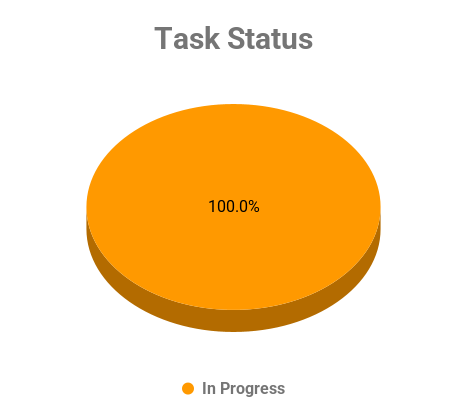 Task Status
100.0%
In Progress